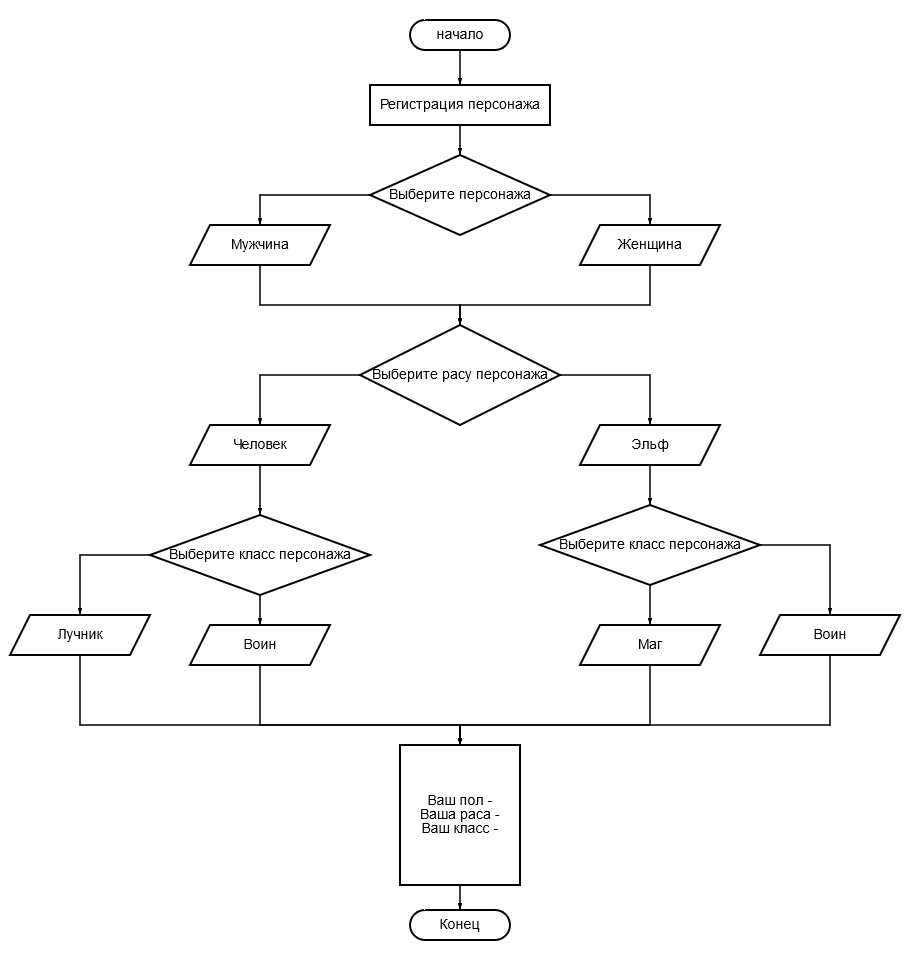 начало
Регистрация персонажа
Выберите персонажа
Мужчина
Женщина
Выберите расу персонажа
Человек
Эльф
Выберите класс персонажа
Выберите класс персонажа
Лучник
Воин
Маг
Воин
Ваш пол -
Ваша раса -
Ваш класс -
Конец